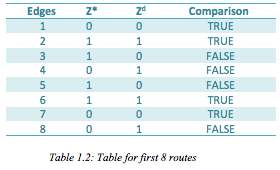 Edges Z* Zᵈ Comparison
1 0 0 TRUE
2 1 1 TRUE
3 1 0 FALSE
4 0 1 FALSE
5 1 0 FALSE
6 1 1 TRUE
7 0 0 TRUE
8 0 1 FALSE
Table 1.2: Table for first 8 routes